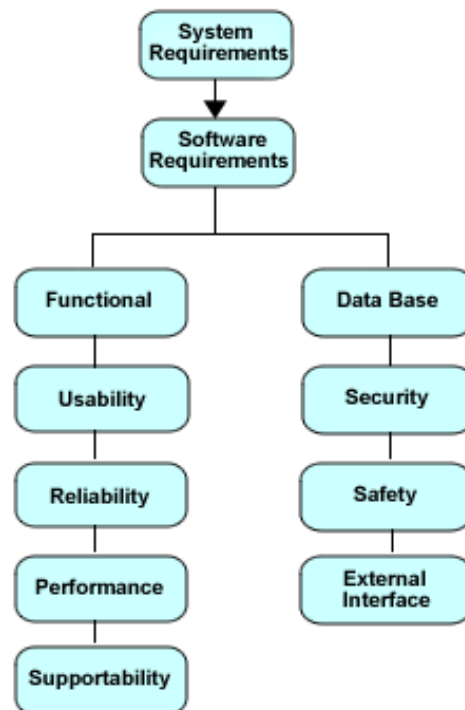 System
Requirements
Software
Requirements
Functional
Data Base
Usability
Security
Reliability
Safety
Performance
External
Interface
Supportability